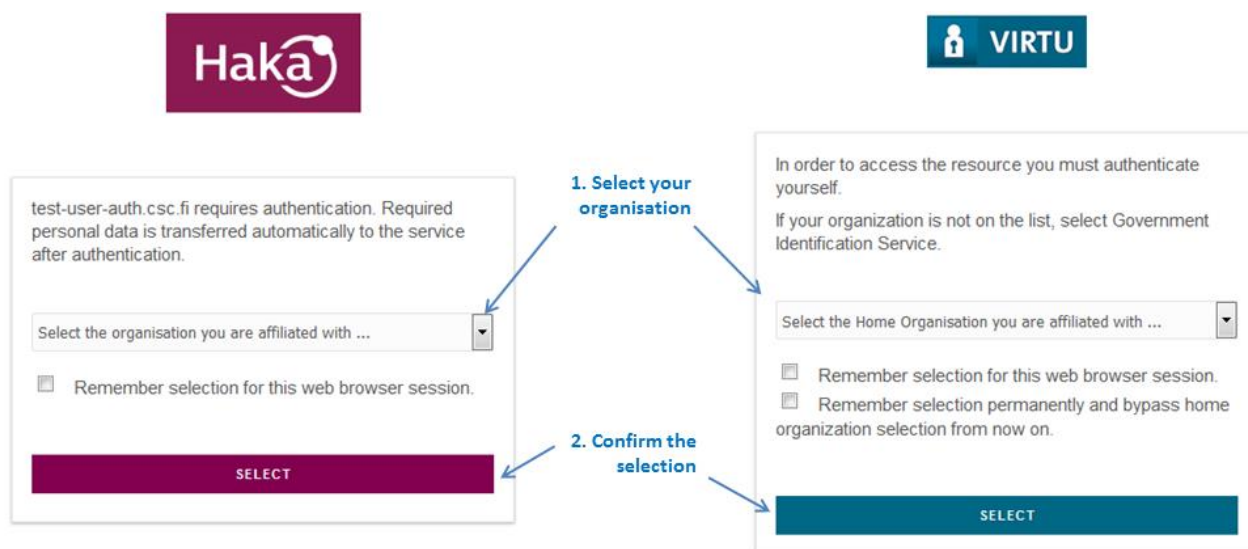 Haka
test-user-auth.csc.fi requires authentication. Required
personal data is transferred automatically to the service
after authentication.
Select the organisation you are affiliated with ...
Remember selection for this web browser session.
SELECT
1. Select your
organisation
2. Confirm the
selection
VIRTU
In order to access the resource you must authenticate
yourself.
If your organization is not on the list, select Government
Identification Service.
Select the Home Organisation you are affiliated with ...
Remember selection for this web browser session.
Remember selection permanently and bypass home
organization selection from now on.
SELECT